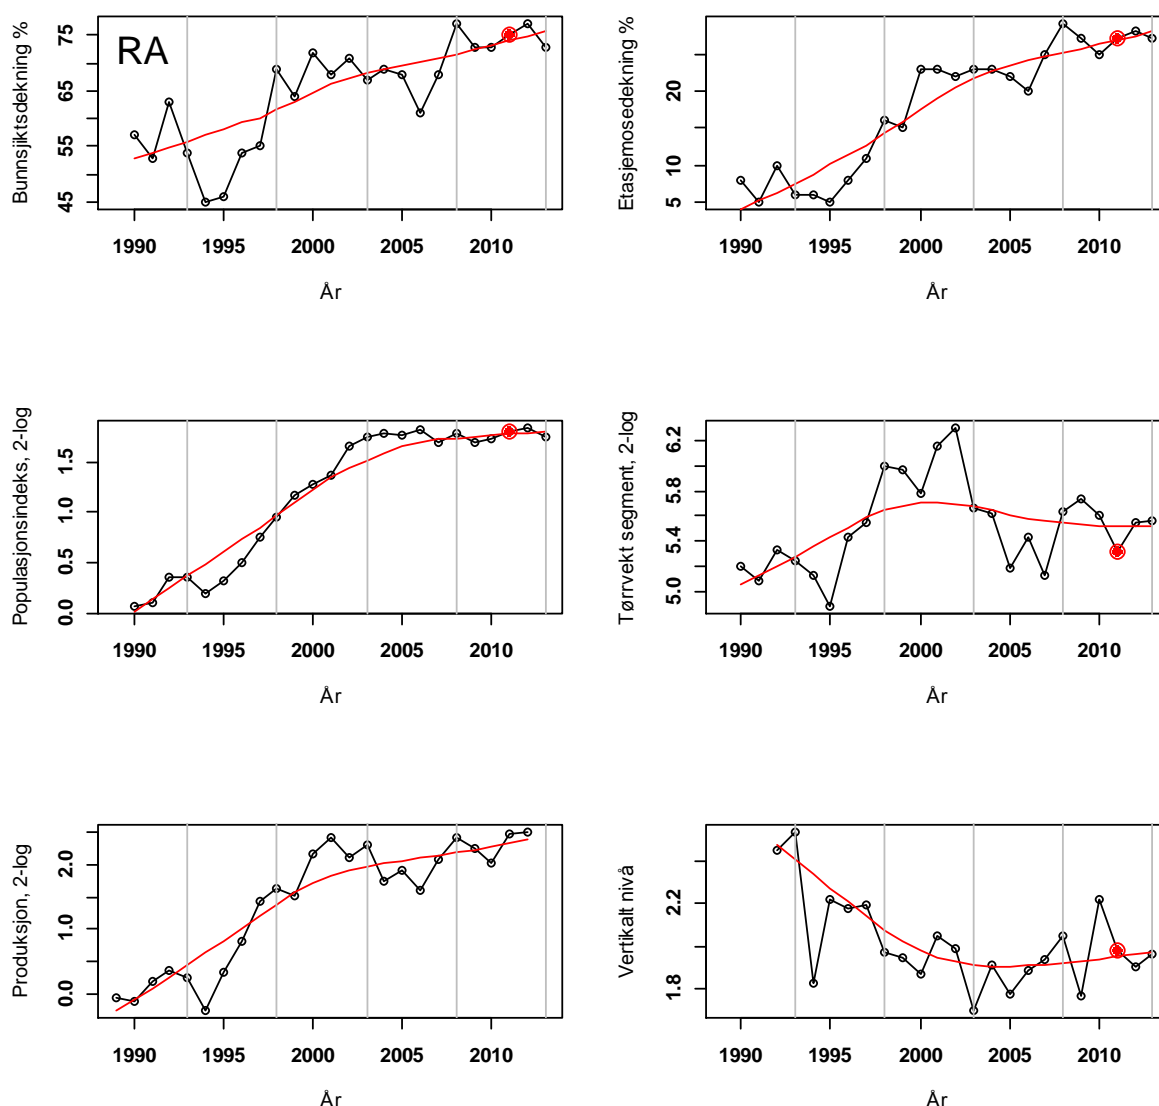 RA
Bunnsjiktsdekning %
75
65
55
45
1990 1995 2000 2005 2010
År
Etasjemosedekning %
20
10
5
1990 1995 2000 2005 2010
År
Populasjonsindeks, 2-log
1.5
1.0
0.5
0.0
1990 1995 2000 2005 2010
År
Tørrvekt segment, 2-log
6.2
5.8
5.4
5.0
1990 1995 2000 2005 2010
År
Produksjon, 2-log
2.0
1.0
0.0
1990 1995 2000 2005 2010
År
Vertikalt nivå
2.2
1.8
1990 1995 2000 2005 2010
År